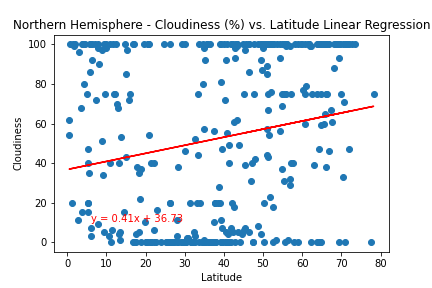 Northern Hemisphere - Cloudiness (%) vs. Latitude Linear Regression
100
80
60
40
20
0
Cloudiness
y = 0.41x + 36.73
0 10 20 30 40 50 60 70 80
Latitude